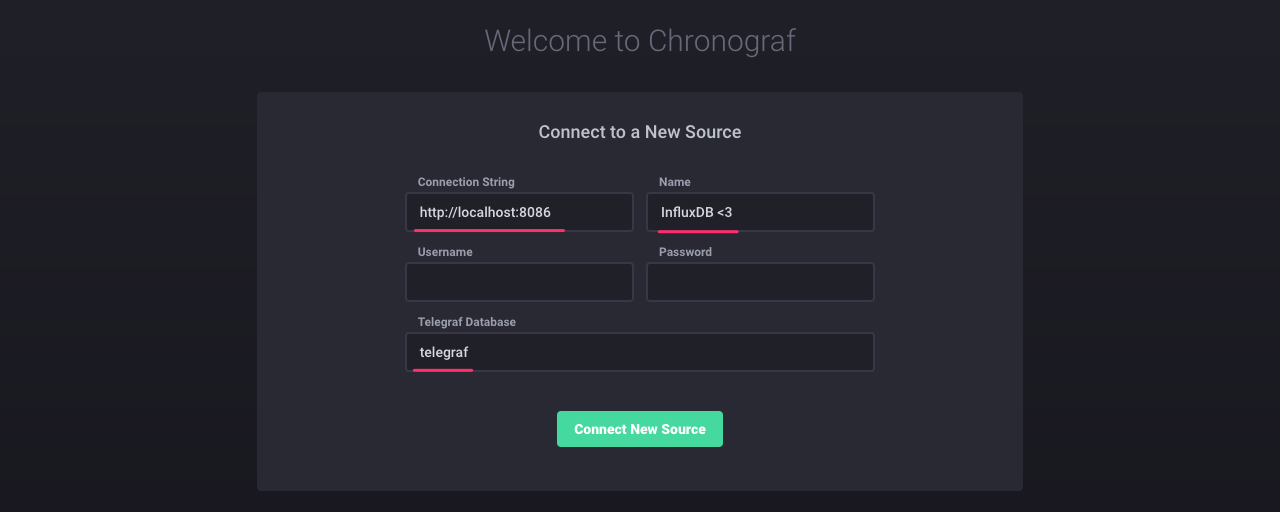 Welcome to Chronograf
Connect to a New Source
Connection String
Name
http://localhost:8086
InfluxDB <3
Username
Password
Telegraf Database
telegraf
Connect New Source